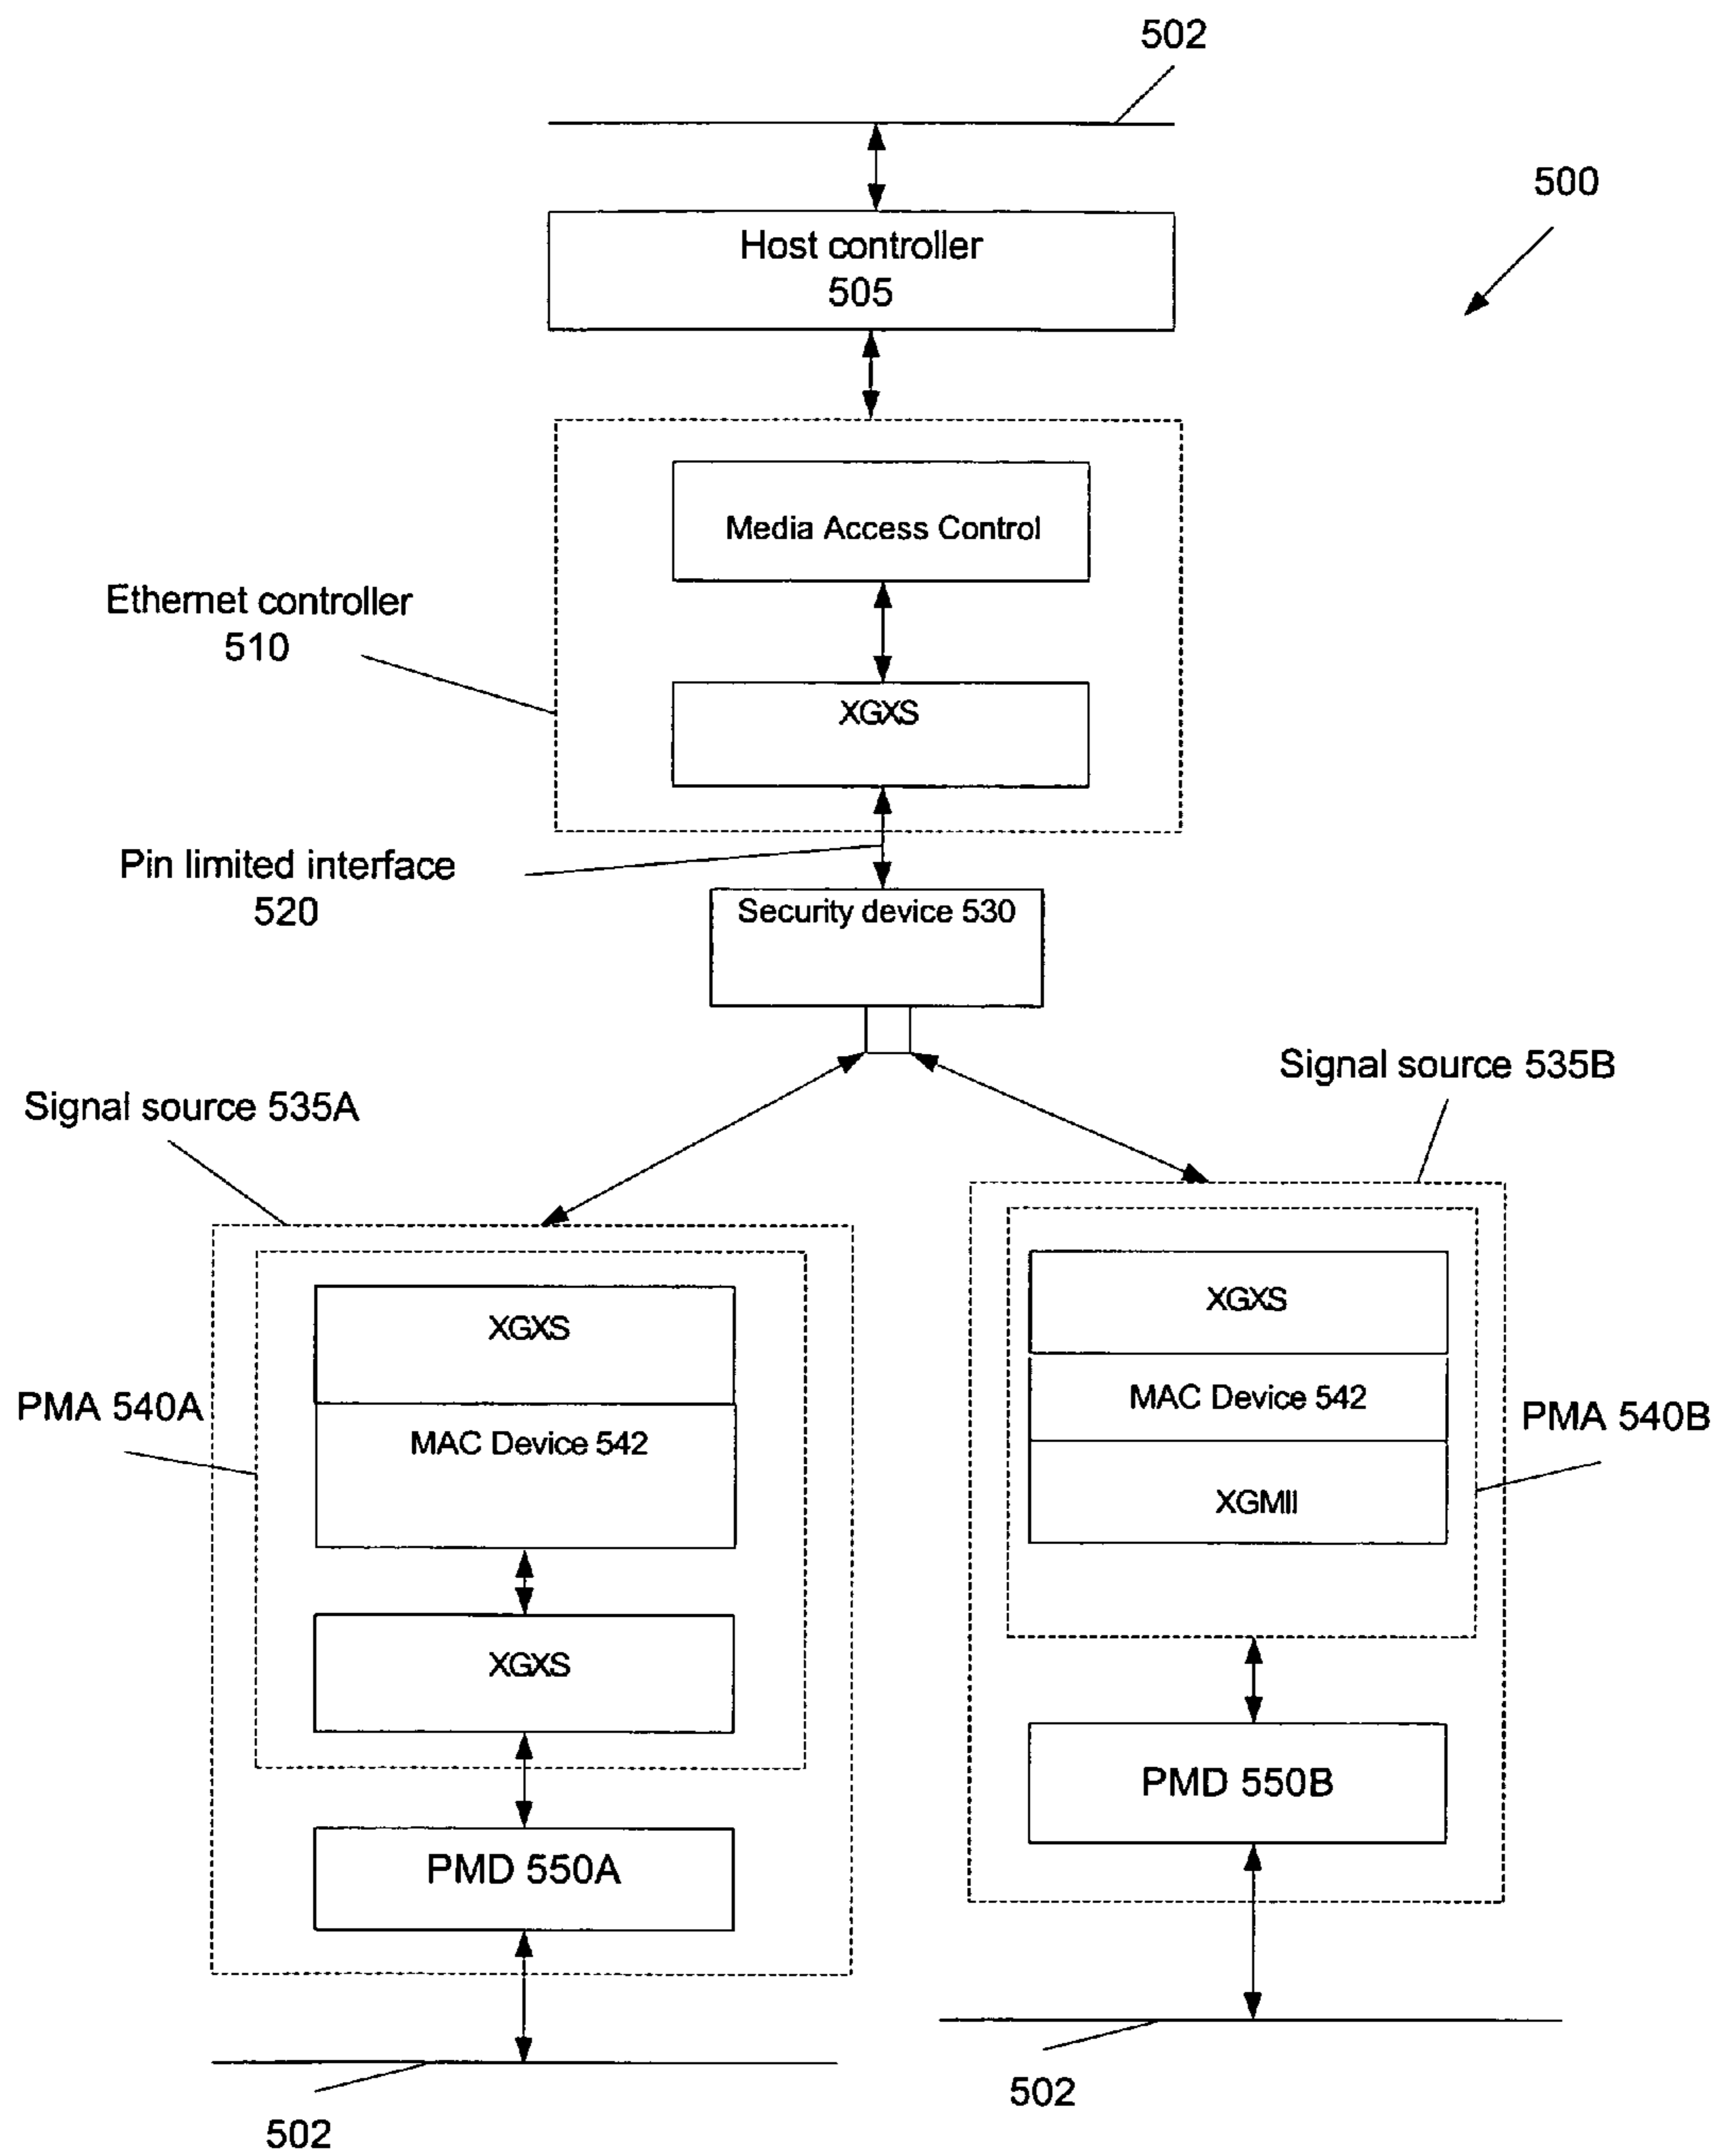 502
500
Host controller
505
Media Access Control
Ethernet controller
510
XGXS
Pin limited interface
520
Security device 530
Signal source 535B
Signal source 535A
XGXS
XGXS
PMA 540A
MAC Device 542
MAC Device 542
PMA 540B
XGMII
XGXS
PMD 550B
PMD 550A
502
502